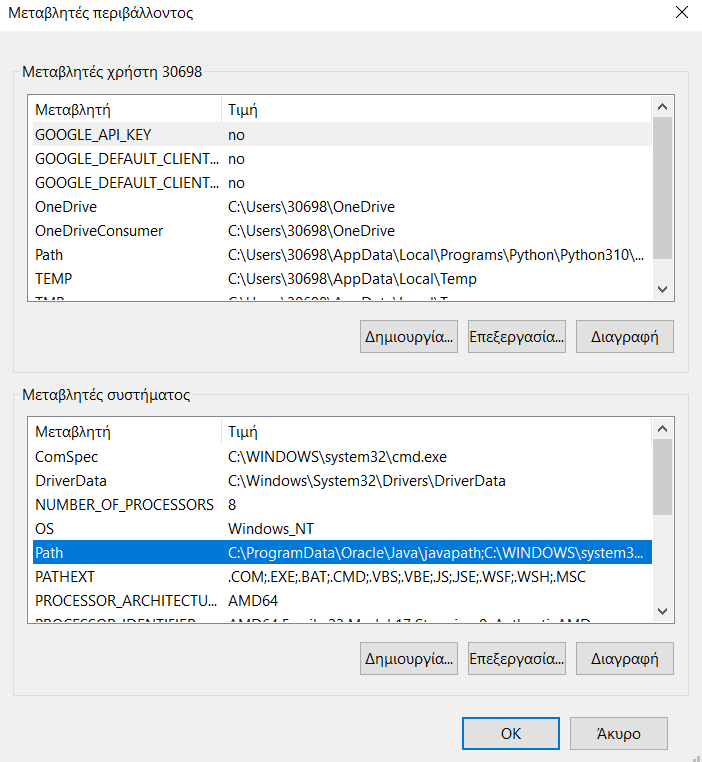 Μεταβλητές περιβάλλοντος
Μεταβλητές χρήστη 30698
Μεταβλητή Τιμή
GOOGLE_API_KEY no
GOOGLE_DEFAULT_CLIENT... no
GOOGLE_DEFAULT_CLIENT... no
OneDrive C:\Users\30698\OneDrive
OneDriveConsumer C:\Users\30698\OneDrive
Path C:\Users\30698\AppData\Local\Programs\Python\Python310\...
TEMP C:\Users\30698\AppData\Local\Temp
Δημιουργία... Επεξεργασία... Διαγραφή
Μεταβλητές συστήματος
Μεταβλητή Τιμή
ComSpec C:\WINDOWS\system32\cmd.exe
DriverData C:\Windows\System32\Drivers\DriverData
NUMBER_OF_PROCESSORS 8
OS Windows_NT
Path C:\ProgramData\Oracle\Java\javapath;C:\WINDOWS\system3...
PATHEXT .COM;.EXE;.BAT;.CMD;.VBS;.VBE;.JS;.JSE;.WSF;.WSH;.MSC
PROCESSOR_ARCHITECTU... AMD64
Δημιουργία... Επεξεργασία... Διαγραφή
OK Άκυρο